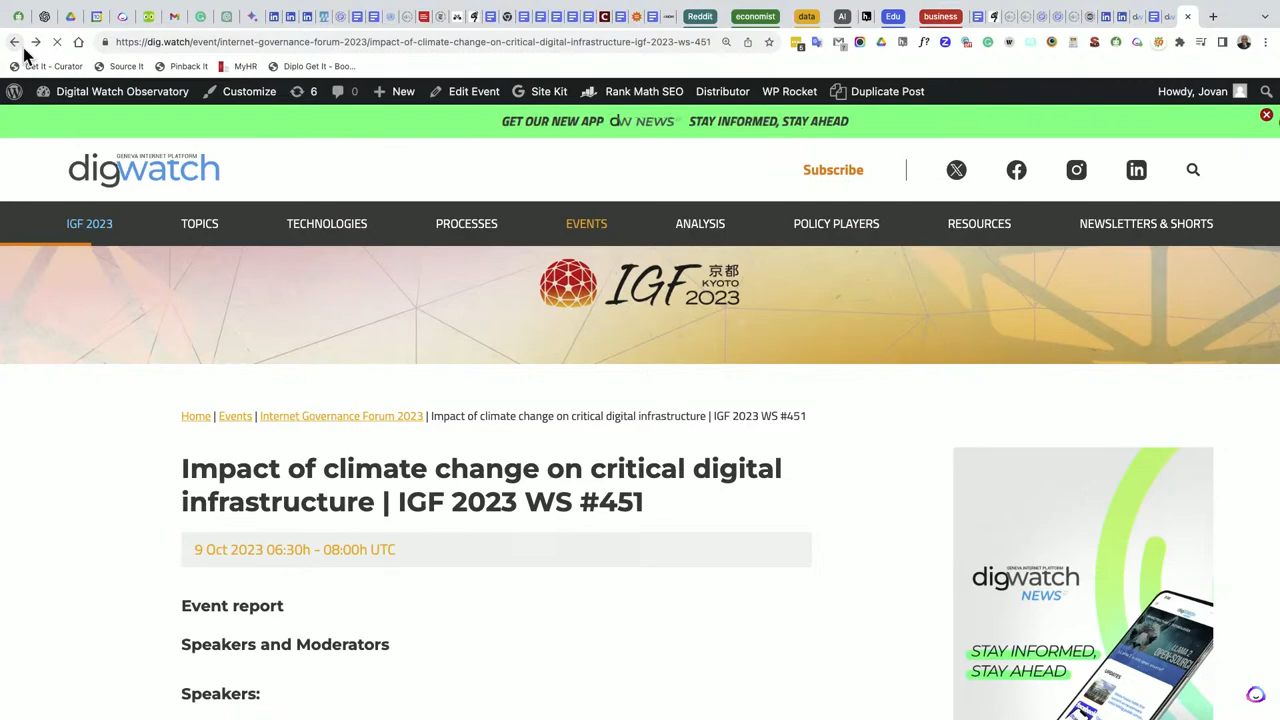 Reddit economist data AI Edu business
https://dig.watch/event/internet-governance-forum-2023/impact-of-climate-change-on-critical-digital-infrastructure-igf-2023-ws-451
Get It - Curator Source It Pinback It MyHR Diplo Get It - Boo...
Digital Watch Observatory Customize 6 0 New Edit Event Site Kit Rank Math SEO Distributor WP Rocket Duplicate Post Howdy, Jovan
GET OUR NEW APP dw NEWS STAY INFORMED, STAY AHEAD
GENEVA INTERNET PLATFORM
digwatch
Subscribe
IGF 2023 TOPICS TECHNOLOGIES PROCESSES EVENTS ANALYSIS POLICY PLAYERS RESOURCES NEWSLETTERS & SHORTS
IGF 京都 KYOTO 2023
Home | Events | Internet Governance Forum 2023 | Impact of climate change on critical digital infrastructure | IGF 2023 WS #451
Impact of climate change on critical digital
infrastructure | IGF 2023 WS #451
9 Oct 2023 06:30h - 08:00h UTC
Event report
Speakers and Moderators
Speakers:
GENEVA INTERNET PLATFORM
digwatch
NEWS
STAY INFORMED,
STAY AHEAD